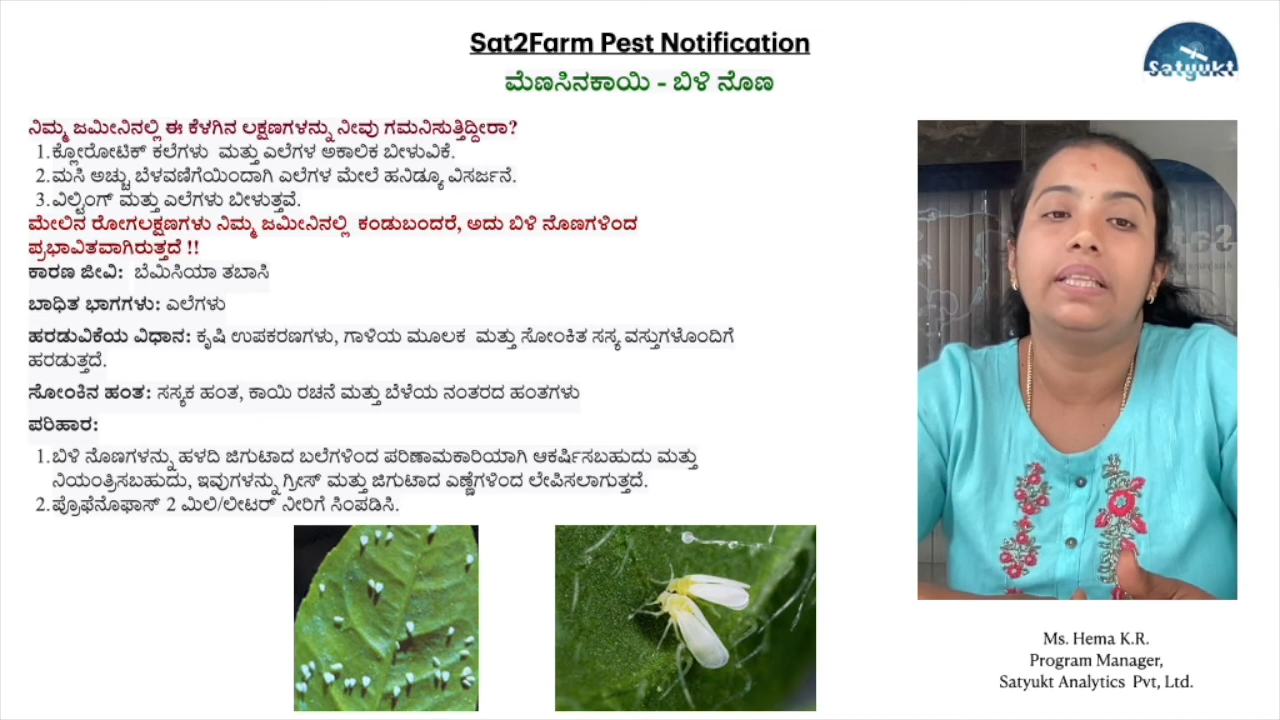 Sat2Farm Pest Notification
Satyukt
ಮೆಣಸಿನಕಾಯಿ - ಬಿಳಿ ನೊಣ
ನಿಮ್ಮ ಜಮೀನಿನಲ್ಲಿ ಈ ಕೆಳಗಿನ ಲಕ್ಷಣಗಳನ್ನು ನೀವು ಗಮನಿಸುತ್ತಿದ್ದೀರಾ?
1.ಕ್ಲೋರೋಟಿಕ್ ಕಲೆಗಳು ಮತ್ತು ಎಲೆಗಳ ಅಕಾಲಿಕ ಬೀಳುವಿಕೆ.
2.ಮಸಿ ಅಚ್ಚು ಬೆಳವಣಿಗೆಯಿಂದಾಗಿ ಎಲೆಗಳ ಮೇಲೆ ಹನಿಡ್ಯೂ ವಿಸರ್ಜನೆ.
3.ವಿಲ್ಟಿಂಗ್ ಮತ್ತು ಎಲೆಗಳು ಬೀಳುತ್ತವೆ.
ಮೇಲಿನ ರೋಗಲಕ್ಷಣಗಳು ನಿಮ್ಮ ಜಮೀನಿನಲ್ಲಿ ಕಂಡುಬಂದರೆ, ಅದು ಬಿಳಿ ನೊಣಗಳಿಂದ
ಪ್ರಭಾವಿತವಾಗಿರುತ್ತದೆ !!
ಕಾರಣ ಜೀವಿ: ಬೆಮಿಸಿಯಾ ತಬಾಸಿ
ಬಾಧಿತ ಭಾಗಗಳು: ಎಲೆಗಳು
ಹರಡುವಿಕೆಯ ವಿಧಾನ: ಕೃಷಿ ಉಪಕರಣಗಳು, ಗಾಳಿಯ ಮೂಲಕ ಮತ್ತು ಸೋಂಕಿತ ಸಸ್ಯ ವಸ್ತುಗಳೊಂದಿಗೆ
ಹರಡುತ್ತದೆ.
ಸೋಂಕಿನ ಹಂತ: ಸಸ್ಯಕ ಹಂತ, ಕಾಯಿ ರಚನೆ ಮತ್ತು ಬೆಳೆಯ ನಂತರದ ಹಂತಗಳು
ಪರಿಹಾರ:
1.ಬಿಳಿ ನೊಣಗಳನ್ನು ಹಳದಿ ಜಿಗುಟಾದ ಬಲೆಗಳಿಂದ ಪರಿಣಾಮಕಾರಿಯಾಗಿ ಆಕರ್ಷಿಸಬಹುದು ಮತ್ತು
ನಿಯಂತ್ರಿಸಬಹುದು, ಇವುಗಳನ್ನು ಗ್ರೀಸ್ ಮತ್ತು ಜಿಗುಟಾದ ಎಣ್ಣೆಗಳಿಂದ ಲೇಪಿಸಲಾಗುತ್ತದೆ.
2.ಪ್ರೊಫೆನೊಫಾಸ್ 2 ಮಿಲಿ/ಲೀಟರ್ ನೀರಿಗೆ ಸಿಂಪಡಿಸಿ.
Ms. Hema K.R.
Program Manager,
Satyukt Analytics Pvt, Ltd.